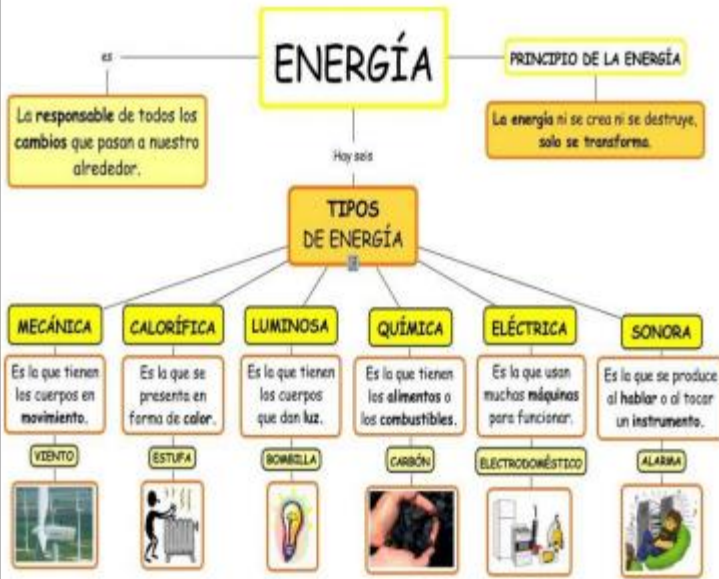 ENERGÍA
es
La responsable de todos los
cambios que pasan a nuestro
alrededor.
PRINCIPIO DE LA ENERGÍA
La energía ni se crea ni se destruye,
solo se transforma.
Hay seis
TIPOS
DE ENERGÍA
MECÁNICA
Es la que tienen
los cuerpos en
movimiento.
VIENTO
CALORÍFICA
Es la que se
presenta en
forma de calor.
ESTUFA
LUMINOSA
Es la que tienen
los cuerpos
que dan luz.
BOMBILLA
QUÍMICA
Es la que tienen
los alimentos o
los combustibles.
CARBÓN
ELÉCTRICA
Es la que usan
muchas máquinas
para funcionar.
ELECTRODOMÉSTICO
SONORA
Es la que se produce
al hablar o al tocar
un instrumento.
ALARMA